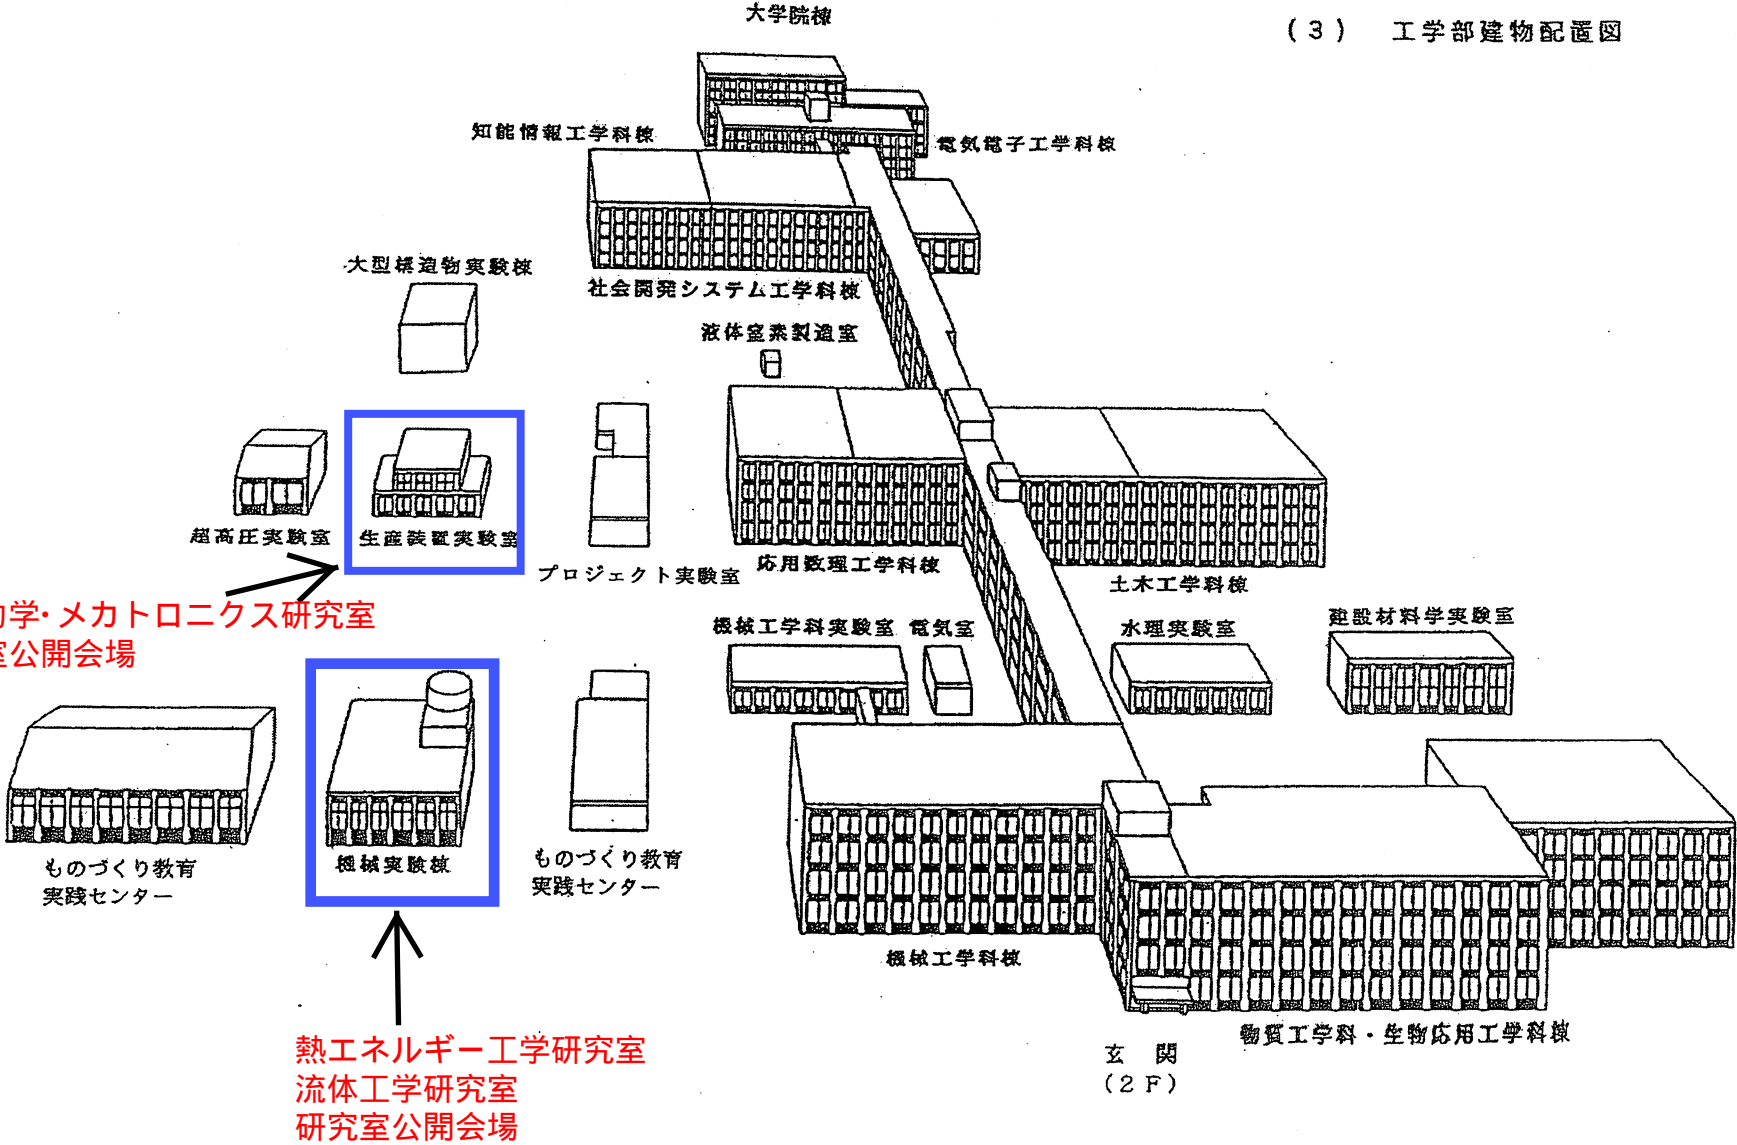 大学院棟
(3) 工学部建物配置図
知能情報工学科棟
電気電子工学科棟
大型構造物実験棟
社会開発システム工学科棟
液体窒素製造室
超高圧実験室
生産装置実験室
プロジェクト実験室
応用数理工学科棟
土木工学科棟
学・メカトロニクス研究室
公開会場
機械工学科実験室
電気室
水理実験室
建設材料学実験室
ものづくり教育
実践センター
機械実験棟
ものづくり教育
実践センター
機械工学科棟
物質工学科・生物応用工学科棟
玄関
(2F)
熱エネルギー工学研究室
流体工学研究室
研究室公開会場